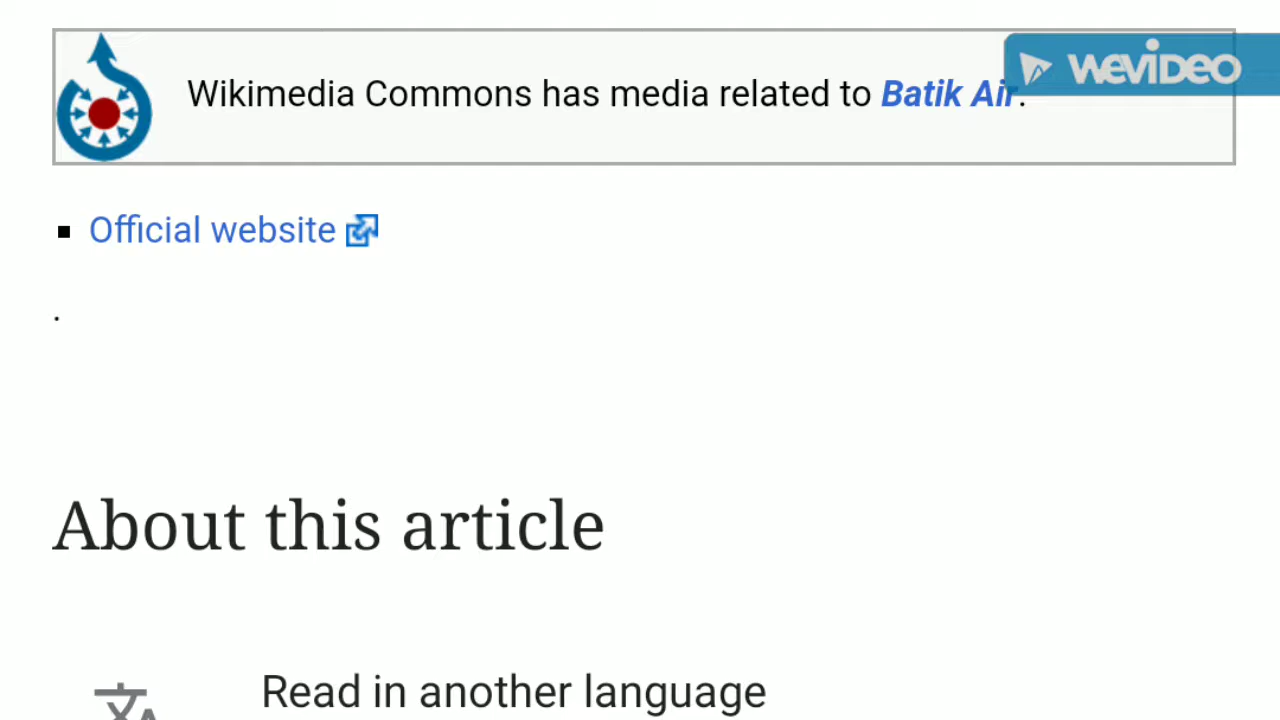 Wikimedia Commons has media related to Batik Air.
WEVIDEO
Official website
.
About this article
Read in another language